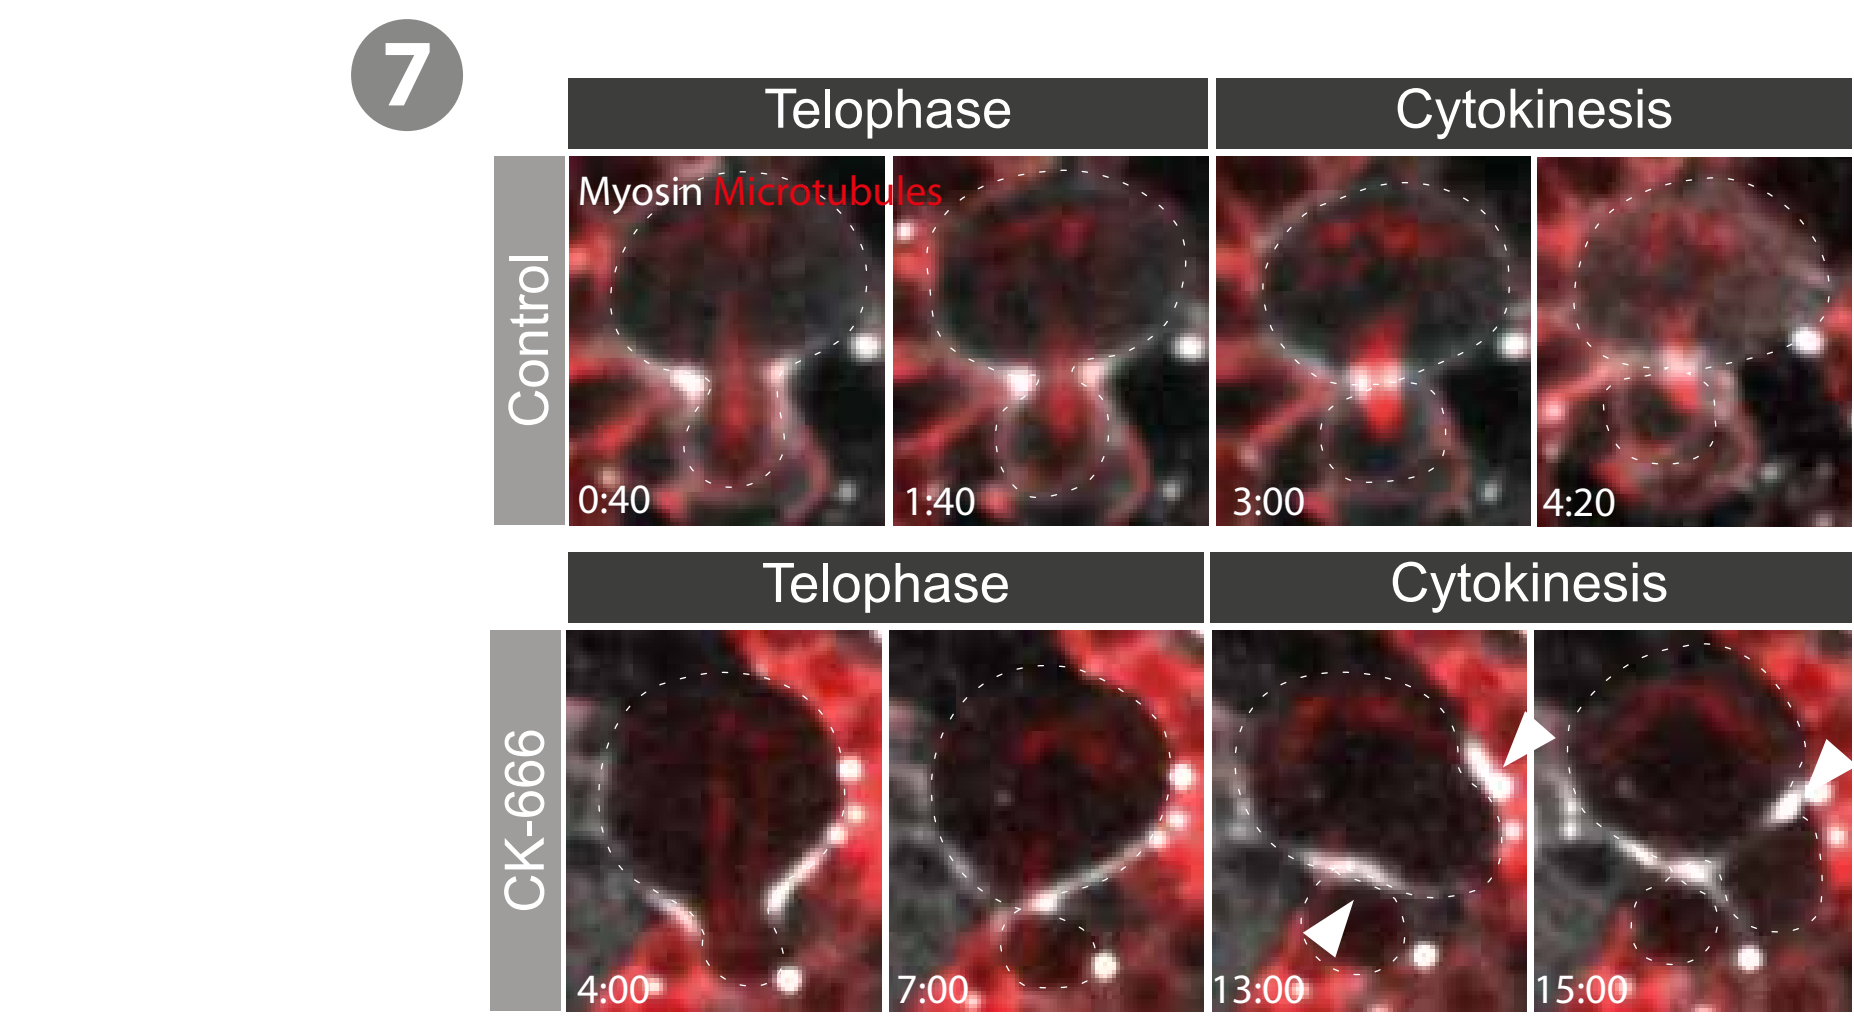 7
Telophase
Cytokinesis
Control
Myosin Microtubules
0:40
1:40
3:00
4:20
Telophase
Cytokinesis
CK-666
4:00
7:00
13:00
15:00